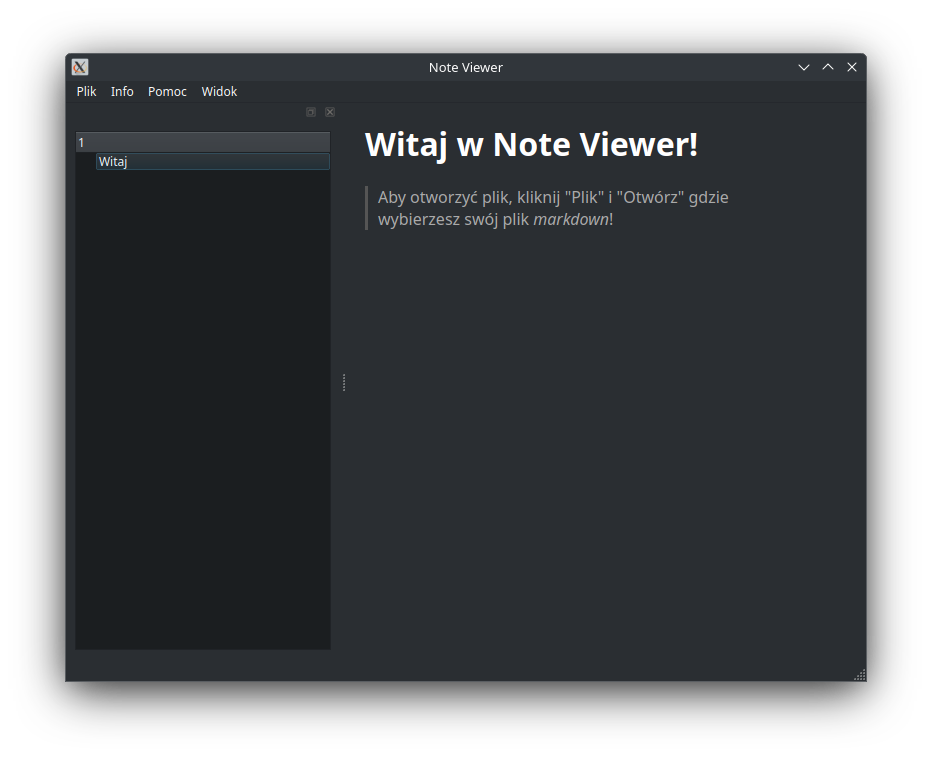 Note Viewer
Plik Info Pomoc Widok
1
Witaj
Witaj w Note Viewer!
Aby otworzyć plik, kliknij "Plik" i "Otwórz" gdzie
wybierzesz swój plik markdown!